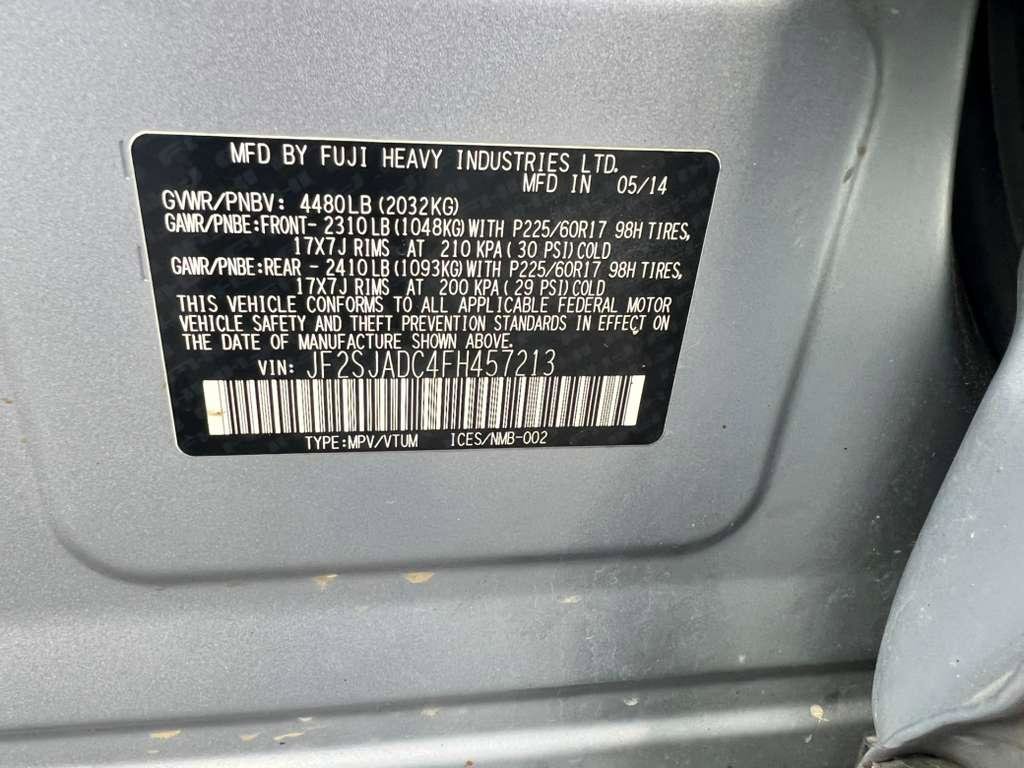 MFD BY FUJI HEAVY INDUSTRIES LTD.
MFD IN 05/14
GVWR/PNBV: 4480LB(2032KG)
GAWR/PNBE:FRONT- 2310LB(1048KG)WITH P225/60R17 98H TIRES,
17X7J RIMS AT 210 KPA( 30 PSI)COLD
GAWR/PNBE:REAR - 2410LB(1093KG)WITH P225/60R17 98H TIRES,
17X7J RIMS AT 200 KPA( 29 PSI)COLD
THIS VEHICLE CONFORMS TO ALL APPLICABLE FEDERAL MOTOR
VEHICLE SAFETY AND THEFT PREVENTION STANDARDS IN EFFECT ON
THE DATE OF MANUFACTURE SHOWN ABOVE.
VIN: JF2SJADC4FH457213
TYPE:MPV/VTUM ICES/NMB-002